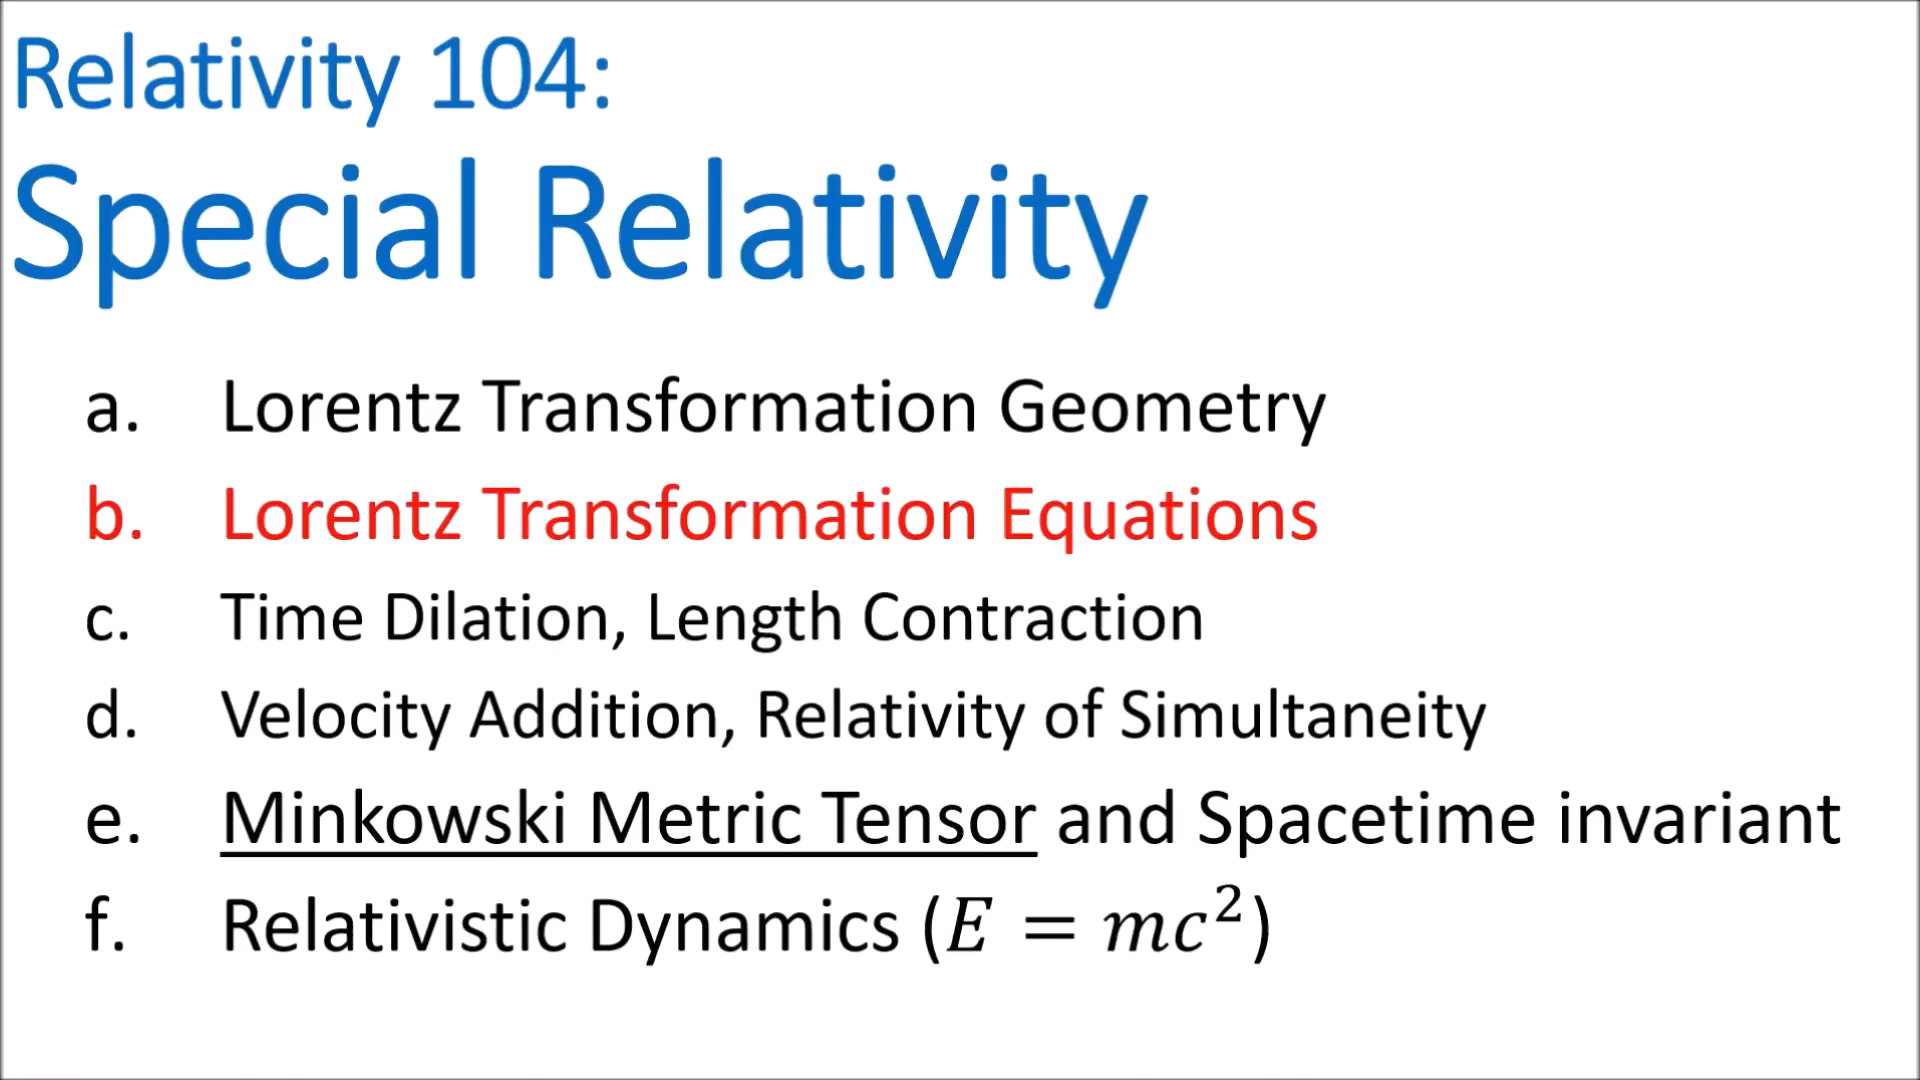 Relativity 104:
Special Relativity
a. Lorentz Transformation Geometry
b. Lorentz Transformation Equations
c. Time Dilation, Length Contraction
d. Velocity Addition, Relativity of Simultaneity
e. Minkowski Metric Tensor and Spacetime invariant
f. Relativistic Dynamics (E = mc²)